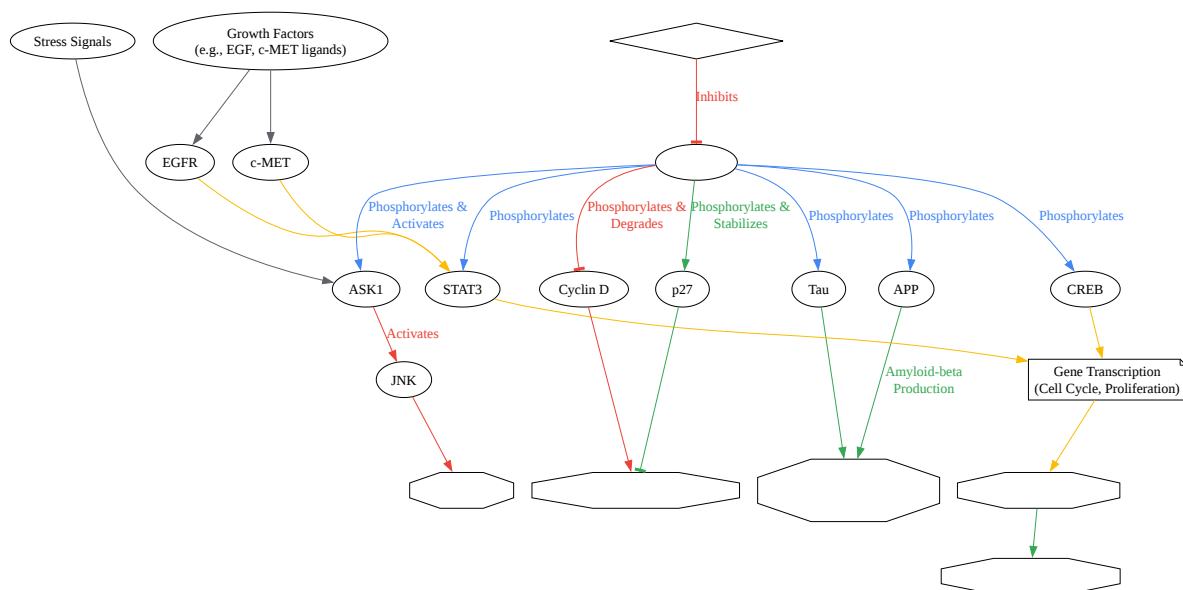 Stress Signals
Growth Factors
(e.g., EGF, c-MET ligands)
Inhibits
EGFR
c-MET
Phosphorylates &
Activates
Phosphorylates
Phosphorylates &
Degrades
Phosphorylates &
Stabilizes
Phosphorylates
Phosphorylates
Phosphorylates
ASK1
STAT3
Cyclin D
p27
Tau
APP
CREB
Activates
JNK
Amyloid-beta
Production
Gene Transcription
(Cell Cycle, Proliferation)